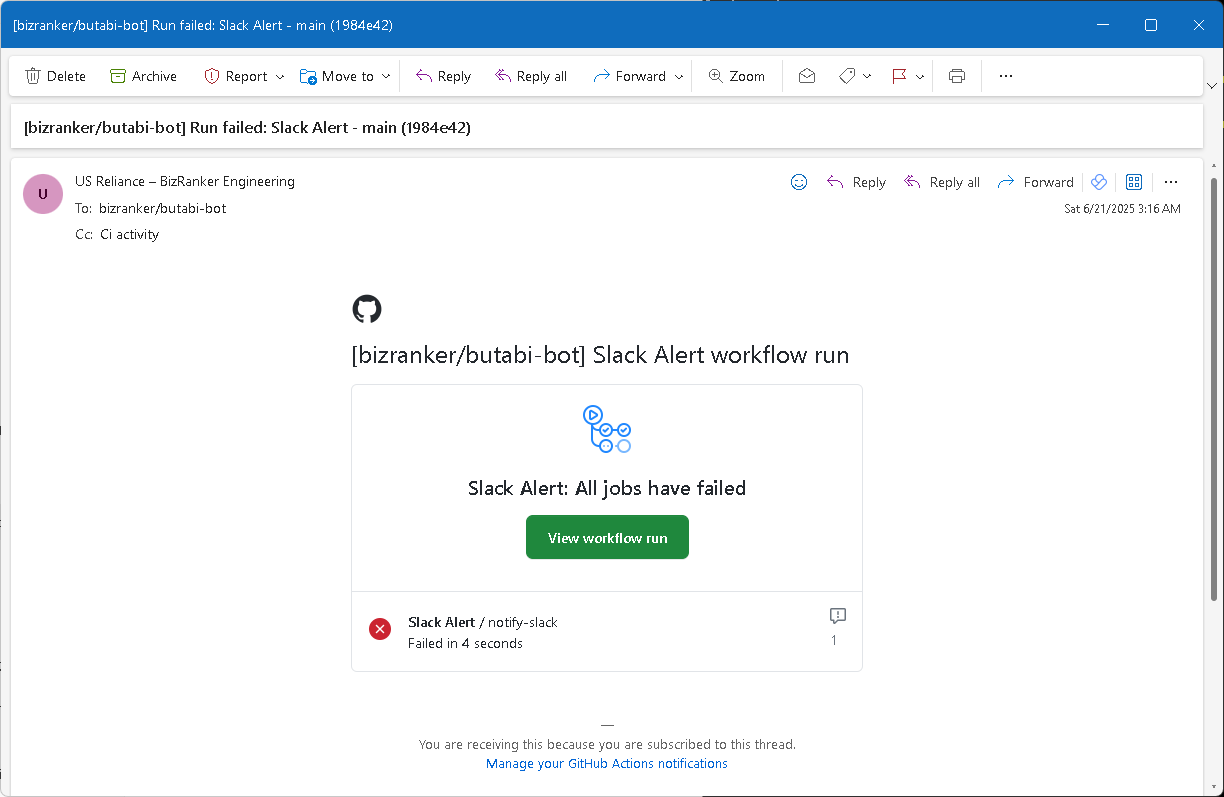 [bizranker/butabi-bot] Run failed: Slack Alert - main (1984e42)
Delete Archive Report Move to Reply Reply all Forward Zoom
[bizranker/butabi-bot] Run failed: Slack Alert - main (1984e42)
U
US Reliance – BizRanker Engineering
Reply Reply all Forward
To: bizranker/butabi-bot
Sat 6/21/2025 3:16 AM
Cc: Ci activity
[bizranker/butabi-bot] Slack Alert workflow run
Slack Alert: All jobs have failed
View workflow run
Slack Alert / notify-slack
Failed in 4 seconds
1
—
You are receiving this because you are subscribed to this thread.
Manage your GitHub Actions notifications